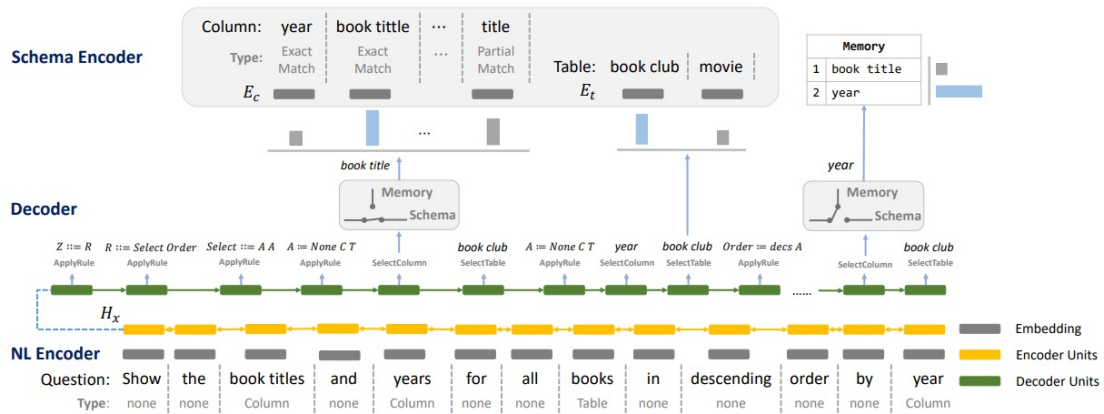 Schema Encoder
Column: year book tittle ... title
Type: Exact Match Exact Match ... Partial Match
Table: book club movie
E_c E_t
Memory
1 book title
2 year
...
book title
year
Memory
Schema
Memory
Schema
Decoder
Z ::= R R ::= Select Order Select ::= A A A ::= None C T book club A ::= None C T year book club Order ::= decs A book club
ApplyRule ApplyRule ApplyRule ApplyRule SelectColumn SelectTable ApplyRule SelectColumn SelectTable ApplyRule SelectColumn SelectTable
......
H_x
NL Encoder
Embedding
Encoder Units
Decoder Units
Question: Show the book titles and years for all books in descending order by year
Type: none none Column none Column none none Table none none none none Column